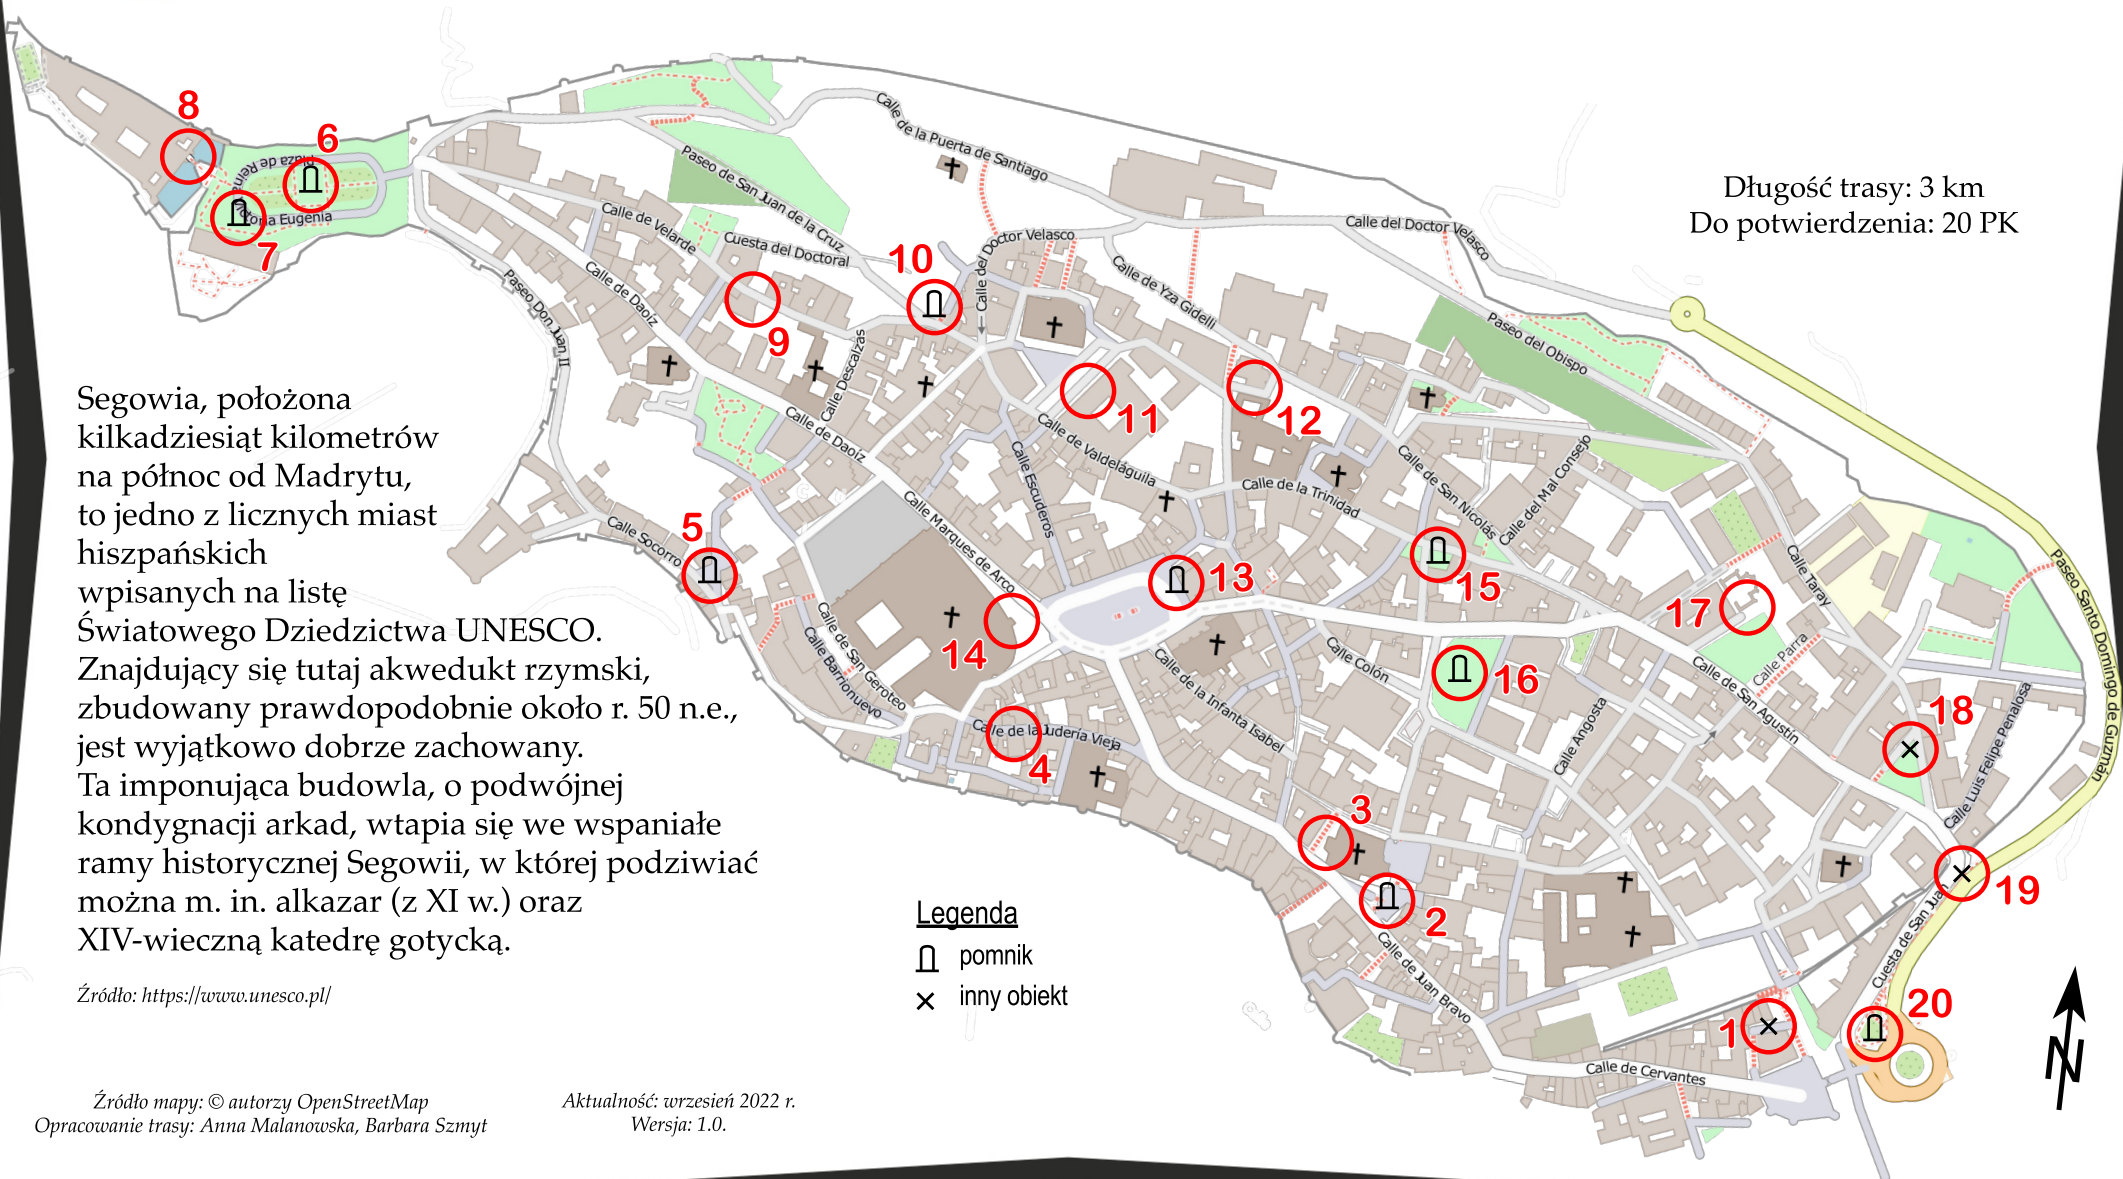 8
6
Plaza de Reina
Victoria Eugenia
7
Calle de la Puerta de Santiago
Paseo de San Juan de la Cruz
Calle de Velarde
Cuesta del Doctoral
Calle de Daoíz
Paseo Don Juan II
10
Calle del Doctor Velasco
Calle del Doctor Velasco
Calle de Yza Gidelli
Paseo del Obispo
9
Calle Descalzas
11
12
Calle de Daoíz
Calle de Valdeláguila
Calle Escuderos
Calle de la Trinidad
Calle de San Nicolás
Calle del Mal Consejo
Calle Marques de Arco
5
Calle Socorro
13
15
Calle Taray
Paseo Santo Domingo de Guzmán
17
14
Calle de San Geroteo
Calle Barrionuevo
Calle Colón
Calle de la Infanta Isabel
16
Calle Parra
Calle de San Agustín
Calle Angosta
18
Calle Luis Felipe Penalosa
Calle de la Judería Vieja
4
3
2
19
Cuesta de San Juan
Calle de Juan Bravo
1
20
Calle de Cervantes
Długość trasy: 3 km
Do potwierdzenia: 20 PK
Segowia, położona
kilkadziesiąt kilometrów
na północ od Madrytu,
to jedno z licznych miast
hiszpańskich
wpisanych na listę
Światowego Dziedzictwa UNESCO.
Znajdujący się tutaj akwedukt rzymski,
zbudowany prawdopodobnie około r. 50 n.e.,
jest wyjątkowo dobrze zachowany.
Ta imponująca budowla, o podwójnej
kondygnacji arkad, wtapia się we wspaniałe
ramy historycznej Segowii, w której podziwiać
można m. in. alkazar (z XI w.) oraz
XIV-wieczną katedrę gotycką.
Źródło: https://www.unesco.pl/
Legenda
pomnik
inny obiekt
N
Źródło mapy: © autorzy OpenStreetMap
Opracowanie trasy: Anna Malanowska, Barbara Szmyt
Aktualność: wrzesień 2022 r.
Wersja: 1.0.